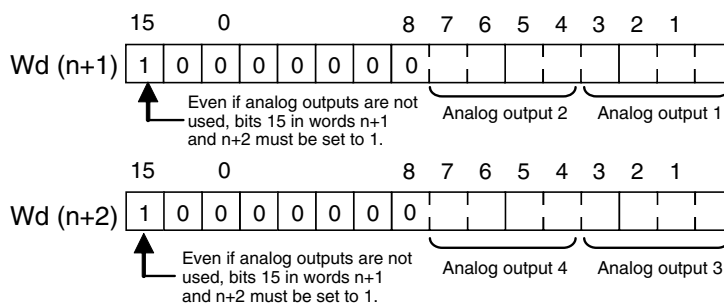 15 0 8 7 6 5 4 3 2 1
Wd (n+1) 1 0 0 0 0 0 0 0
Even if analog outputs are not
used, bits 15 in words n+1
and n+2 must be set to 1.
Analog output 2 Analog output 1
15 0 8 7 6 5 4 3 2 1
Wd (n+2) 1 0 0 0 0 0 0 0
Even if analog outputs are not
used, bits 15 in words n+1
and n+2 must be set to 1.
Analog output 4 Analog output 3